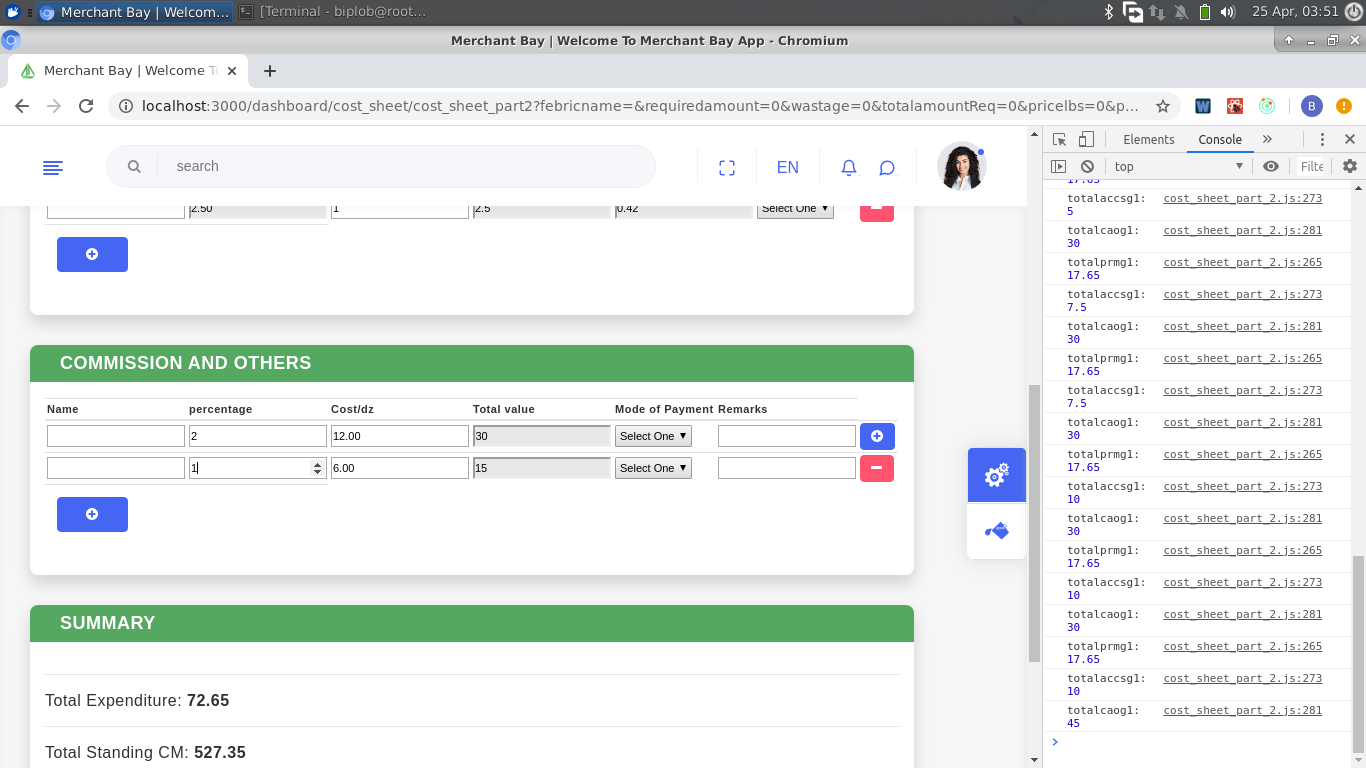 Merchant Bay | Welcom... [Terminal - biplob@root... 25 Apr, 03:51
Merchant Bay | Welcome To Merchant Bay App - Chromium
Merchant Bay | Welcome To
localhost:3000/dashboard/cost_sheet/cost_sheet_part2?febricname=&requiredamount=0&wastage=0&totalamountReq=0&pricelbs=0&p... W B
Elements Console
top Filte
search EN
2.50 1 2.5 0.42 Select One
COMMISSION AND OTHERS
Name percentage Cost/dz Total value Mode of Payment Remarks
2 12.00 30 Select One
1 6.00 15 Select One
SUMMARY
Total Expenditure: 72.65
Total Standing CM: 527.35
17.65
totalaccsg1: cost_sheet_part_2.js:273
5
totalcaog1: cost_sheet_part_2.js:281
30
totalprmg1: cost_sheet_part_2.js:265
17.65
totalaccsg1: cost_sheet_part_2.js:273
7.5
totalcaog1: cost_sheet_part_2.js:281
30
totalprmg1: cost_sheet_part_2.js:265
17.65
totalaccsg1: cost_sheet_part_2.js:273
7.5
totalcaog1: cost_sheet_part_2.js:281
30
totalprmg1: cost_sheet_part_2.js:265
17.65
totalaccsg1: cost_sheet_part_2.js:273
10
totalcaog1: cost_sheet_part_2.js:281
30
totalprmg1: cost_sheet_part_2.js:265
17.65
totalaccsg1: cost_sheet_part_2.js:273
10
totalcaog1: cost_sheet_part_2.js:281
30
totalprmg1: cost_sheet_part_2.js:265
17.65
totalaccsg1: cost_sheet_part_2.js:273
10
totalcaog1: cost_sheet_part_2.js:281
45